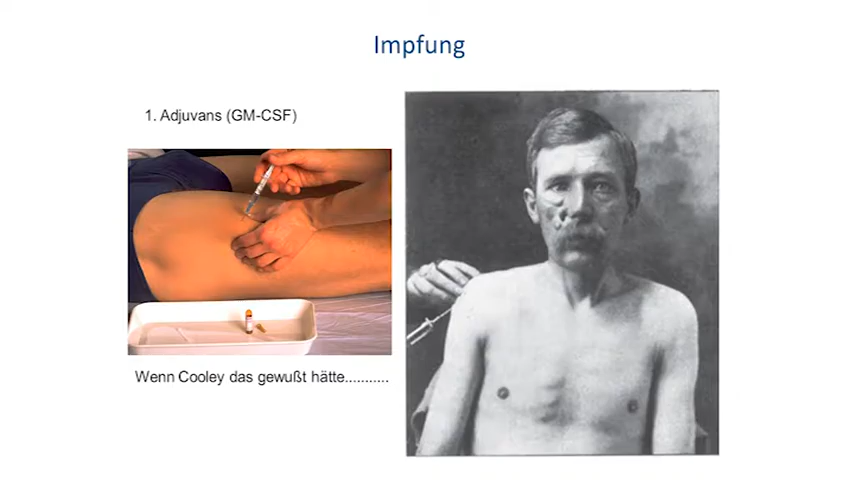 Impfung
1. Adjuvans (GM-CSF)
Wenn Cooley das gewußt hätte...........